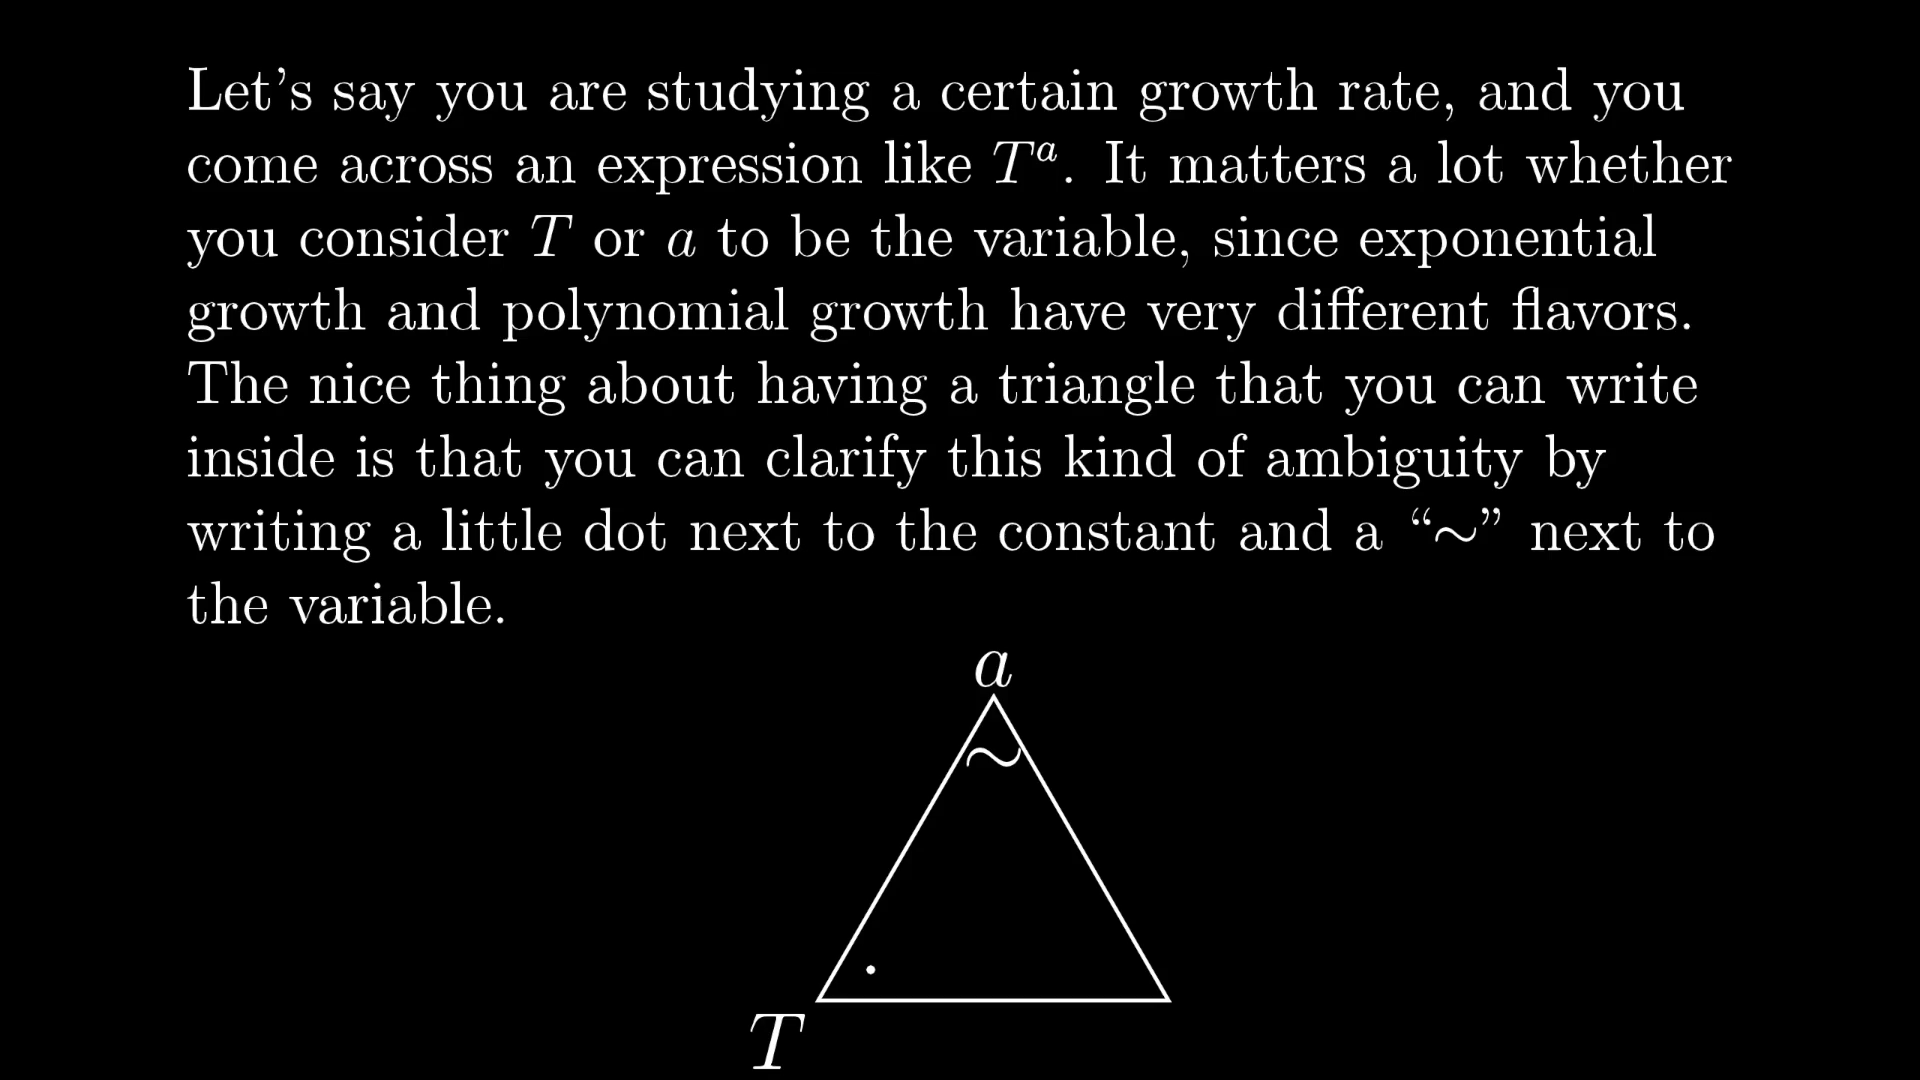 Let’s say you are studying a certain growth rate, and you
come across an expression like Tᵃ. It matters a lot whether
you consider T or a to be the variable, since exponential
growth and polynomial growth have very different flavors.
The nice thing about having a triangle that you can write
inside is that you can clarify this kind of ambiguity by
writing a little dot next to the constant and a “∼” next to
the variable.
a
∼
.
T